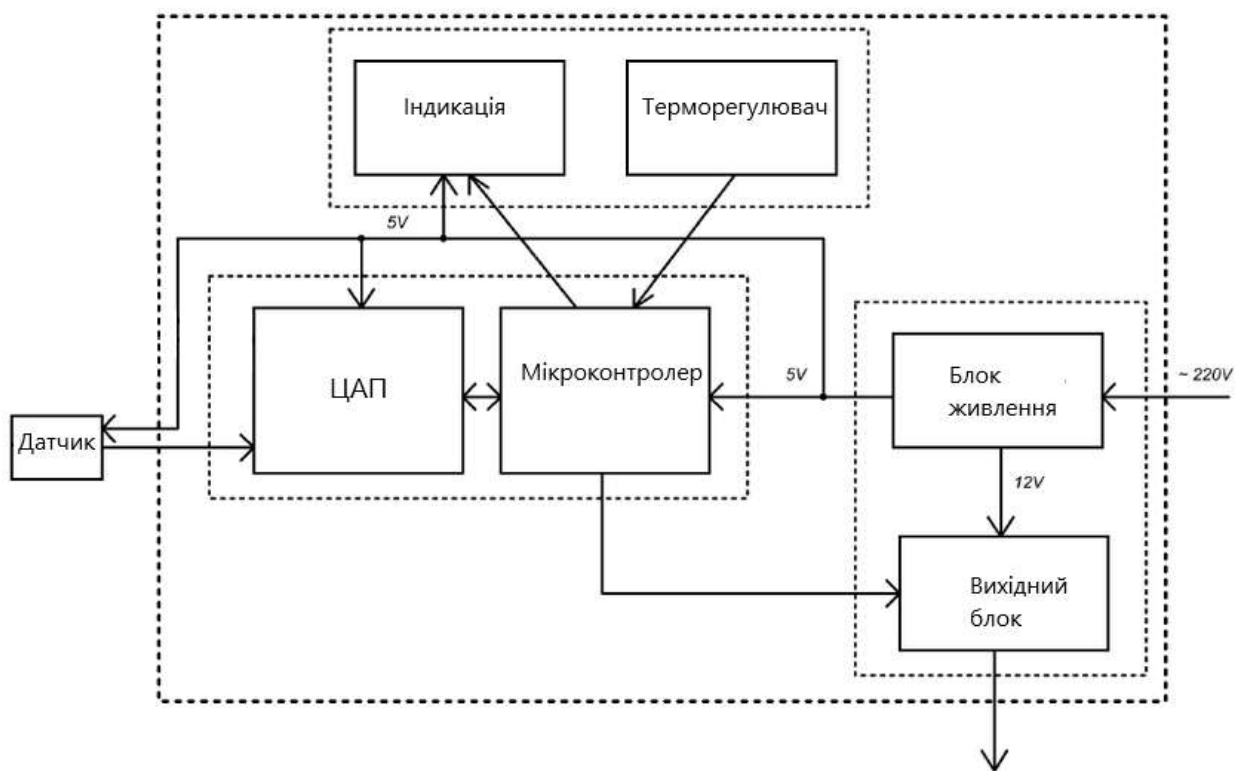 Індикація
Терморегулювач
5V
ЦАП
Мікроконтролер
5V
Блок
живлення
~ 220V
Датчик
12V
Вихідний
блок